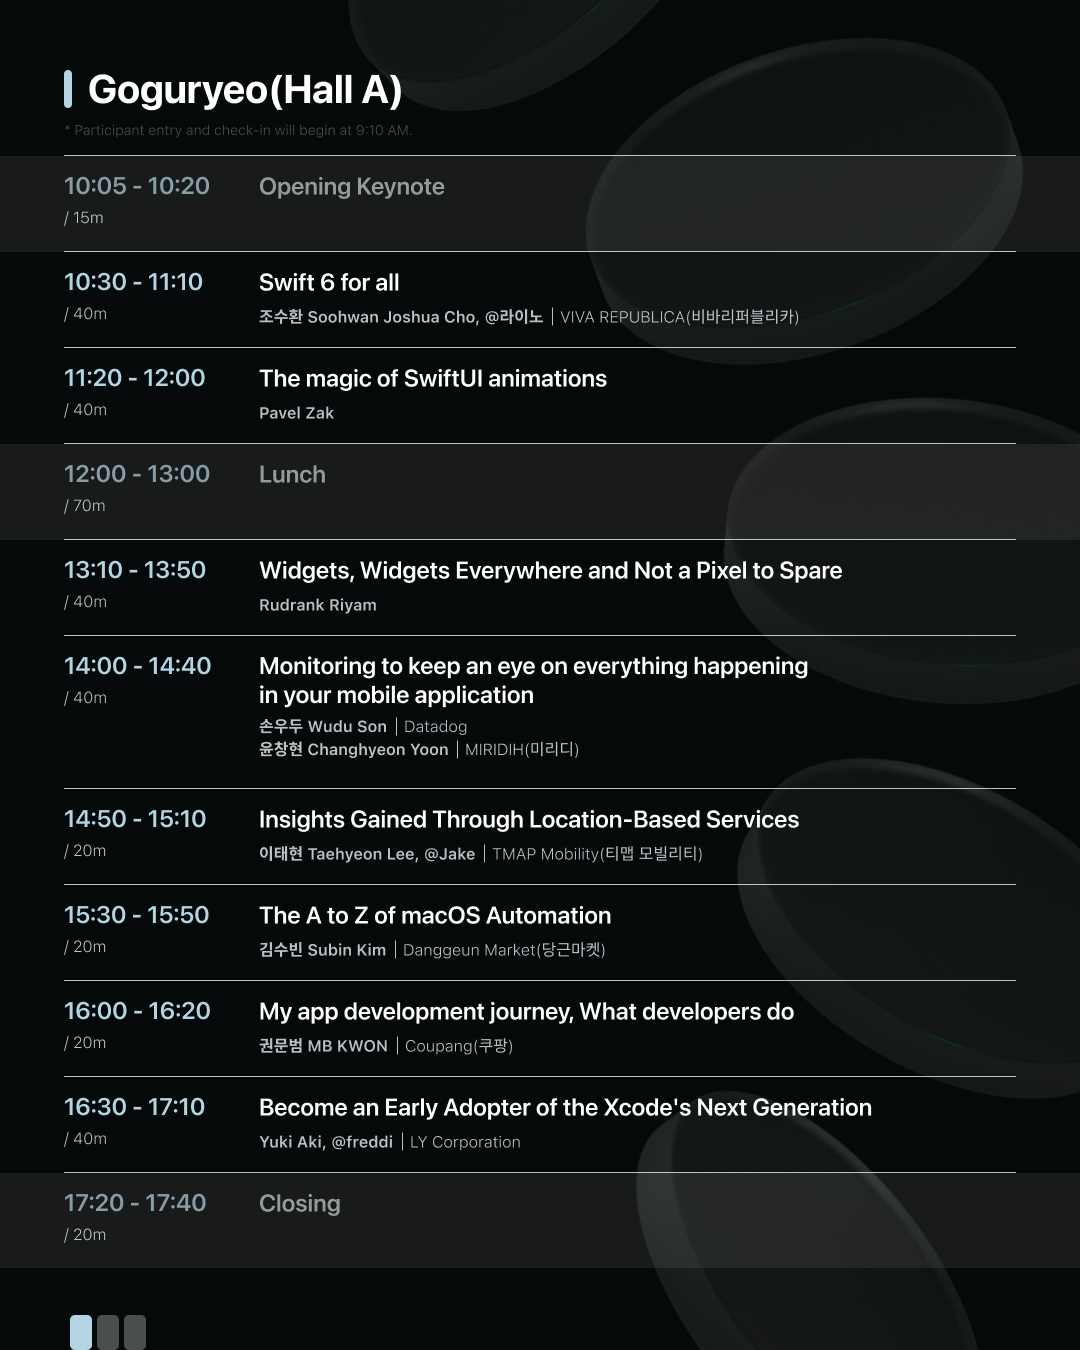 Goguryeo(Hall A)
* Participant entry and check-in will begin at 9:10 AM.
10:05 - 10:20 Opening Keynote
/ 15m
10:30 - 11:10 Swift 6 for all
/ 40m 조수환 Soohwan Joshua Cho, @라이노 | VIVA REPUBLICA(비바리퍼블리카)
11:20 - 12:00 The magic of SwiftUI animations
/ 40m Pavel Zak
12:00 - 13:00 Lunch
/ 70m
13:10 - 13:50 Widgets, Widgets Everywhere and Not a Pixel to Spare
/ 40m Rudrank Riyam
14:00 - 14:40 Monitoring to keep an eye on everything happening
/ 40m in your mobile application
손우두 Wudu Son | Datadog
윤창현 Changhyeon Yoon | MIRIDIH(미리디)
14:50 - 15:10 Insights Gained Through Location-Based Services
/ 20m 이태현 Taehyeon Lee, @Jake | TMAP Mobility(티맵 모빌리티)
15:30 - 15:50 The A to Z of macOS Automation
/ 20m 김수빈 Subin Kim | Danggeun Market(당근마켓)
16:00 - 16:20 My app development journey, What developers do
/ 20m 권문범 MB KWON | Coupang(쿠팡)
16:30 - 17:10 Become an Early Adopter of the Xcode's Next Generation
/ 40m Yuki Aki, @freddi | LY Corporation
17:20 - 17:40 Closing
/ 20m